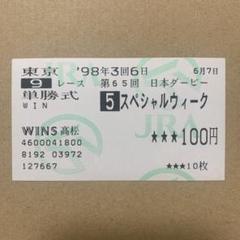 東京 '98年3回6日 6月7日
9 レース 第65回 日本ダービー
単勝式
WIN
5 スペシャルウィーク
JRA
WINS高松 ★★★100円
4600041800
8192 03972
127667 ★★★10枚